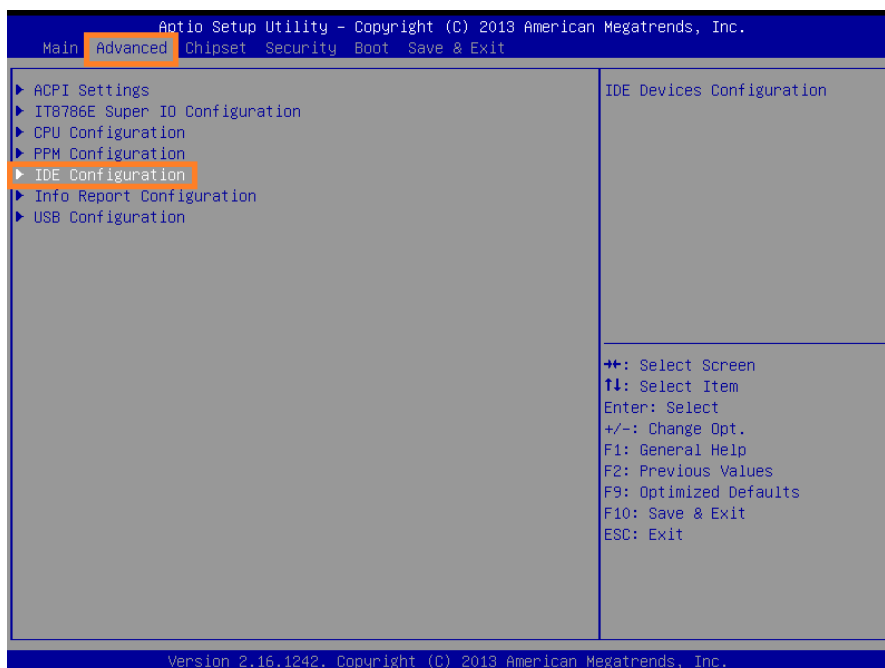 Aptio Setup Utility – Copyright (C) 2013 American Megatrends, Inc.
Main Advanced Chipset Security Boot Save & Exit
ACPI Settings
IT8786E Super IO Configuration
CPU Configuration
PPM Configuration
IDE Configuration
Info Report Configuration
USB Configuration
IDE Devices Configuration
→←: Select Screen
↑↓: Select Item
Enter: Select
+/-: Change Opt.
F1: General Help
F2: Previous Values
F9: Optimized Defaults
F10: Save & Exit
ESC: Exit
Version 2.16.1242. Copyright (C) 2013 American Megatrends, Inc.